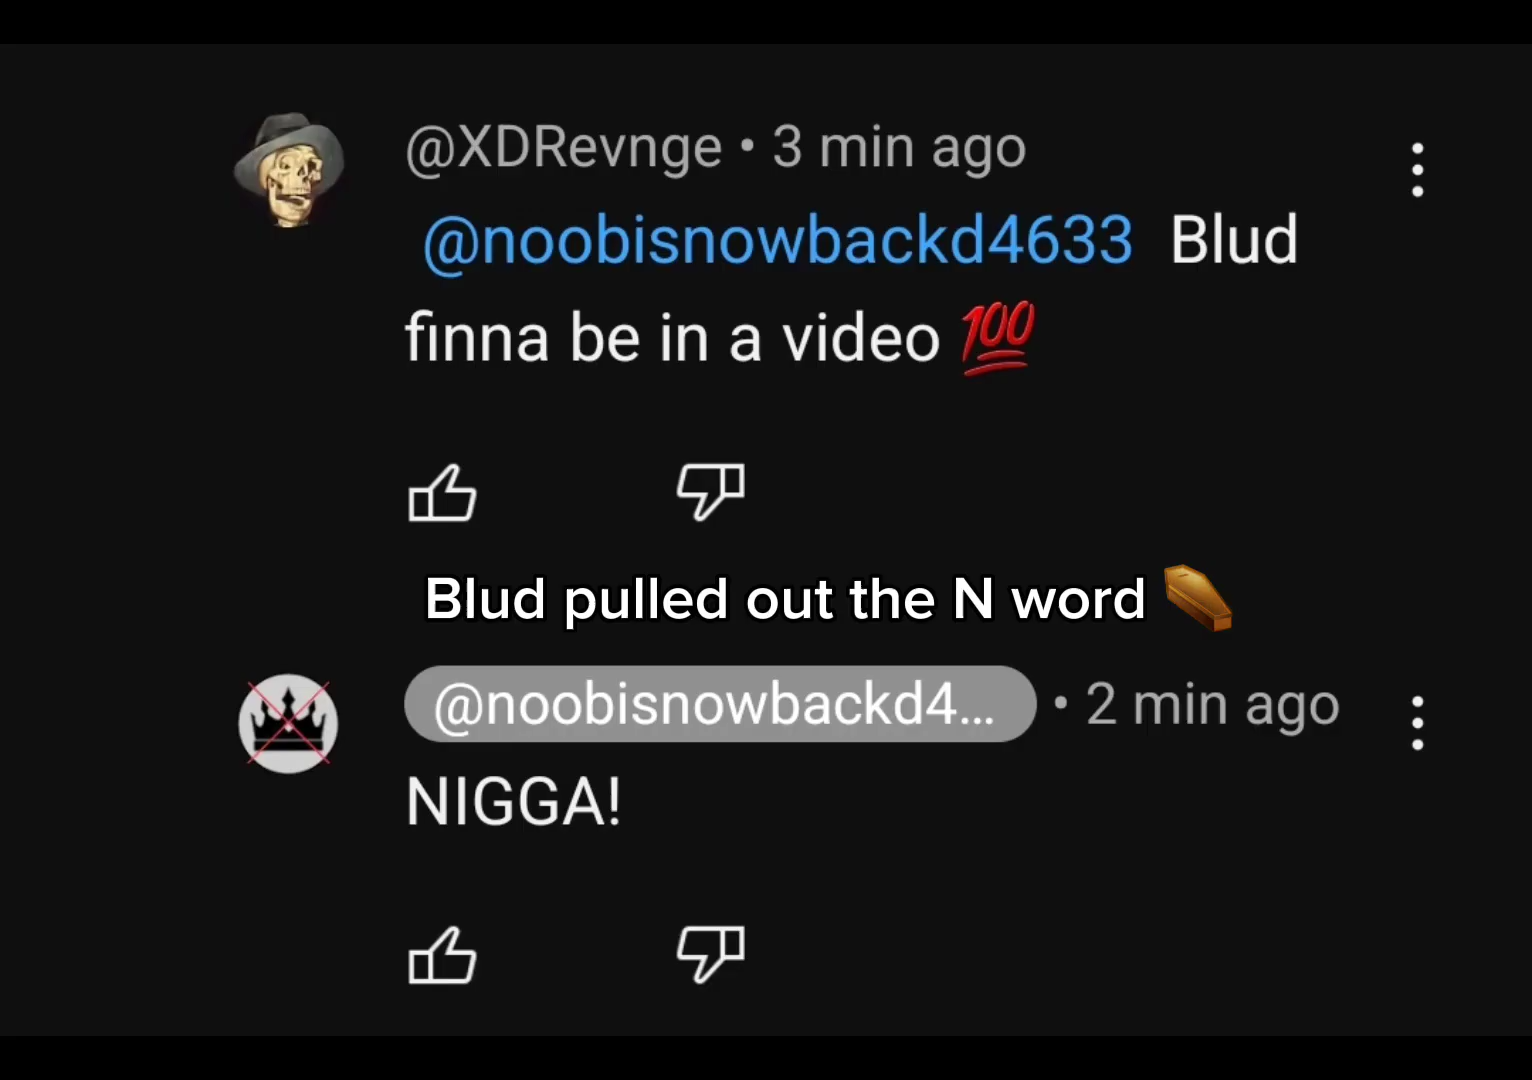 @XDRevnge • 3 min ago
@noobisnowbackd4633 Blud
finna be in a video 💯
Blud pulled out the N word ⚰️
@noobisnowbackd4... • 2 min ago
NIGGA!